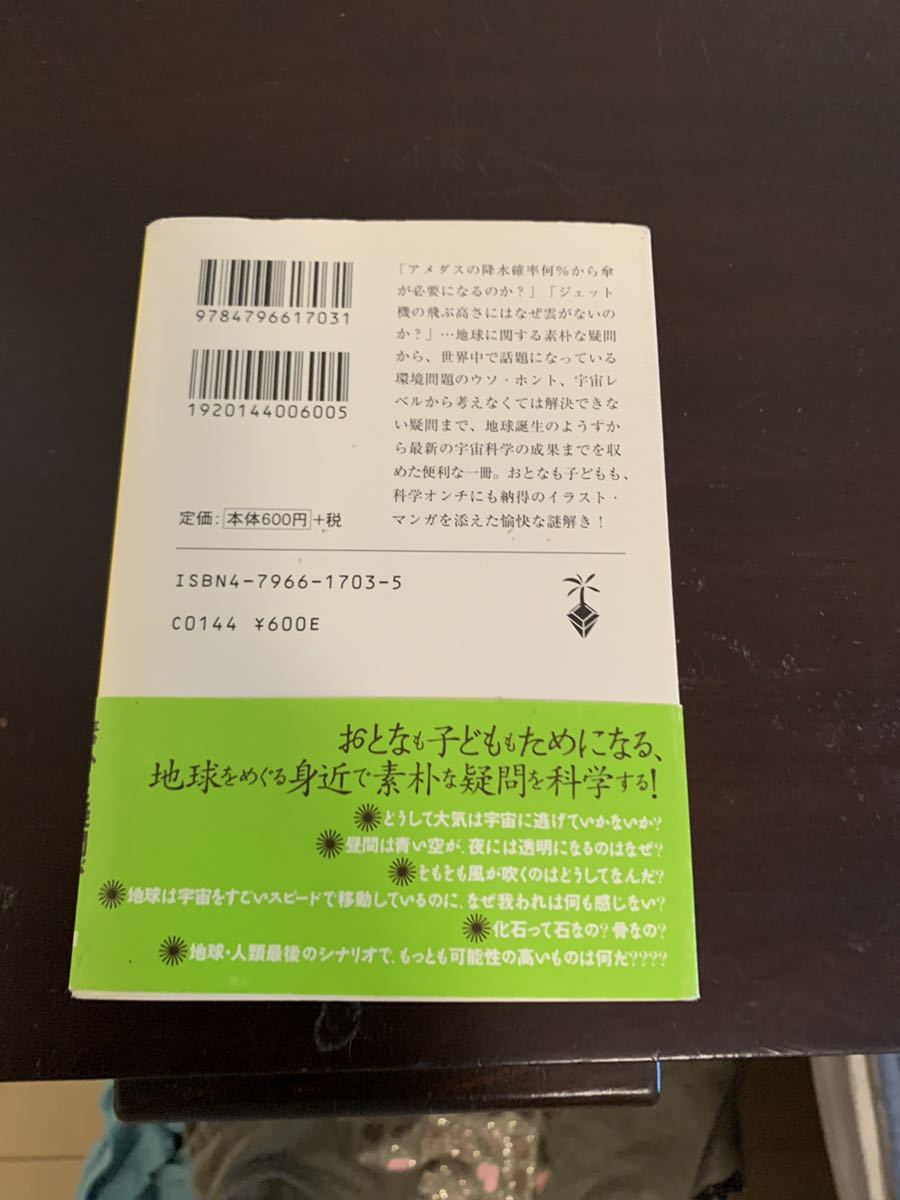 9784796617031
1920144006005
定価:本体600円+税
「アメダスの降水確率何%から傘
が必要になるのか?」「ジェット
機の飛ぶ高さにはなぜ雲がないの
か?」…地球に関する素朴な疑問
から、世界中で話題になっている
環境問題のウソ・ホント、宇宙レ
ベルから考えなくては解決できな
い疑問まで、地球誕生のようすか
ら最新の宇宙科学の成果までを収
めた便利な一冊。おとなも子どもも、
科学オンチにも納得のイラスト・
マンガを添えた愉快な謎解き!
ISBN4-7966-1703-5
C0144 ¥600E
おとなも子どももためになる、
地球をめぐる身近で素朴な疑問を科学する!
どうして大気は宇宙に逃げていかないか?
昼間は青い空が、夜には透明になるのはなぜ?
そもそも風が吹くのはどうしてなんだ?
地球は宇宙をすごいスピードで移動しているのに、なぜ我われは何も感じない?
化石って石なの?骨なの?
地球・人類最後のシナリオで、もっとも可能性の高いものは何だ????